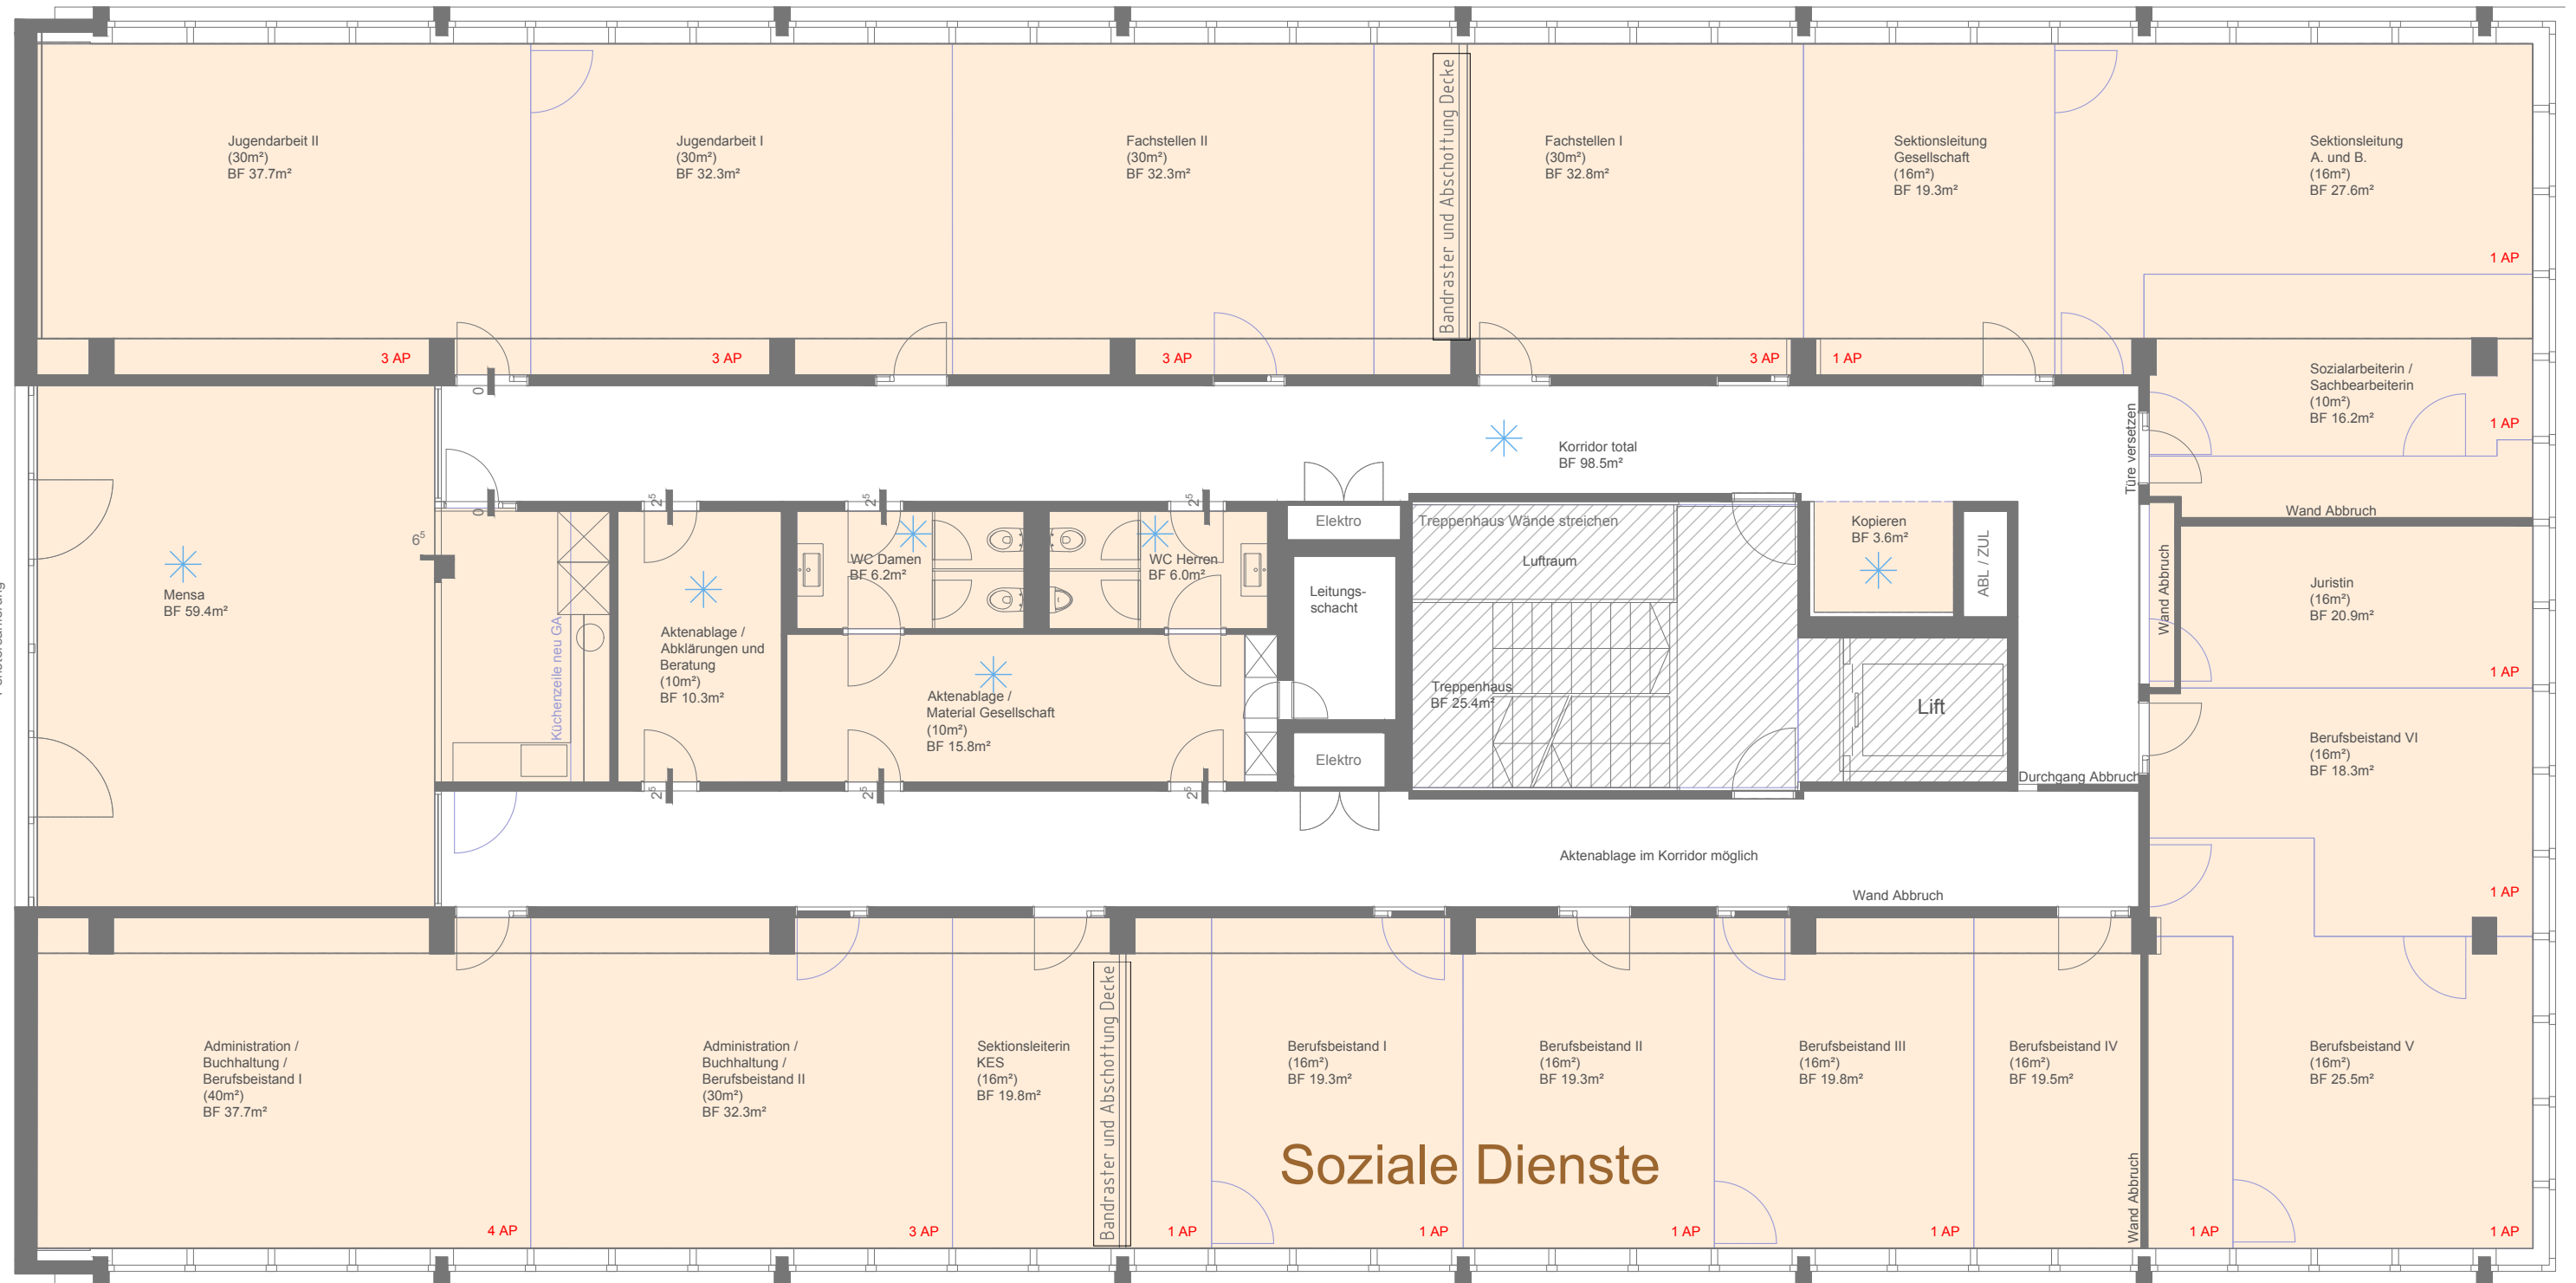 Jugendarbeit II
(30m²)
BF 37.7m²
Jugendarbeit I
(30m²)
BF 32.3m²
Fachstellen II
(30m²)
BF 32.3m²
Bandraster und Abschottung Decke
Fachstellen I
(30m²)
BF 32.8m²
Sektionsleitung
Gesellschaft
(16m²)
BF 19.3m²
Sektionsleitung
A. und B.
(16m²)
BF 27.6m²
1 AP
3 AP
3 AP
3 AP
3 AP
1 AP
Sozialarbeiterin /
Sachbearbeiterin
(10m²)
BF 16.2m²
1 AP
0
Korridor total
BF 98.5m²
Türe versetzen
Wand Abbruch
0
2⁵
2⁵
2⁵
6⁵
Mensa
BF 59.4m²
Küchenzeile neu GA
Aktenablage /
Abklärungen und
Beratung
(10m²)
BF 10.3m²
WC Damen
BF 6.2m²
WC Herren
BF 6.0m²
Aktenablage /
Material Gesellschaft
(10m²)
BF 15.8m²
Elektro
Leitungs-
schacht
Elektro
Treppenhaus Wände streichen
Luftraum
Treppenhaus
BF 25.4m²
Kopieren
BF 3.6m²
ABL / ZUL
Lift
Wand Abbruch
Juristin
(16m²)
BF 20.9m²
1 AP
Berufsbeistand VI
(16m²)
BF 18.3m²
Durchgang Abbruch
1 AP
2⁵
2⁵
2⁵
Aktenablage im Korridor möglich
Wand Abbruch
Administration /
Buchhaltung /
Berufsbeistand I
(40m²)
BF 37.7m²
4 AP
Administration /
Buchhaltung /
Berufsbeistand II
(30m²)
BF 32.3m²
3 AP
Sektionsleiterin
KES
(16m²)
BF 19.8m²
Bandraster und Abschottung Decke
1 AP
Berufsbeistand I
(16m²)
BF 19.3m²
1 AP
Berufsbeistand II
(16m²)
BF 19.3m²
1 AP
Berufsbeistand III
(16m²)
BF 19.8m²
1 AP
Berufsbeistand IV
(16m²)
BF 19.5m²
Wand Abbruch
1 AP
Berufsbeistand V
(16m²)
BF 25.5m²
1 AP
Soziale Dienste